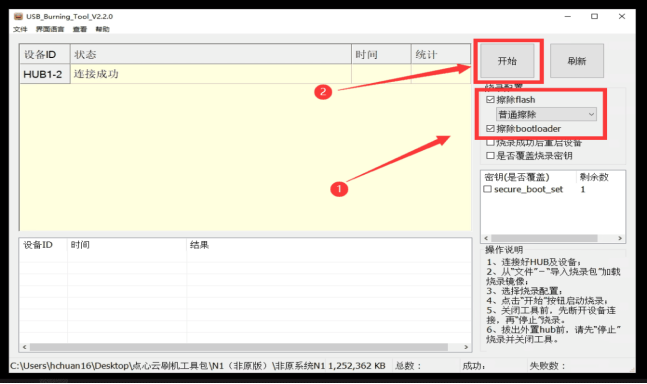 USB_Burning_Tool_V2.2.0
文件 界面语言 查看 帮助
设备ID 状态 时间 统计
HUB1-2 连接成功
开始 刷新
② ①
烧录配置
擦除flash
普通擦除
擦除bootloader
烧录成功后重启设备
是否覆盖烧录密钥
密钥(是否覆盖) 剩余数
secure_boot_set 1
设备ID 时间 结果
操作说明
1、连接好HUB及设备;
2、从"文件"-"导入烧录包"加载
烧录镜像;
3、选择烧录配置;
4、点击"开始"按钮启动烧录;
5、关闭工具前,先断开设备连
接,再"停止"烧录。
6、拔出外置hub前,请先"停止"
烧录并关闭工具。
C:\Users\hchuan16\Desktop\点心云刷机工具包\N1(非原版)\非原系统N1 1,252,362 KB 总数: 成功: 失败数: